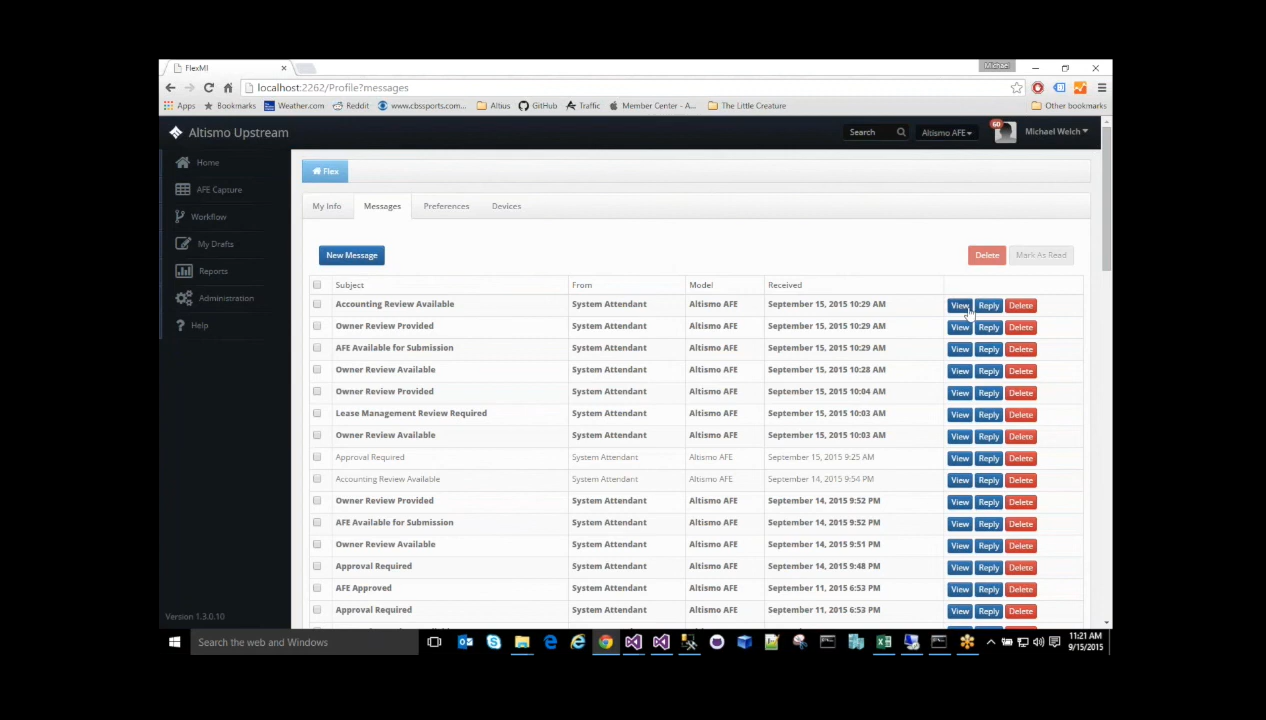 FlexMI
Michael
localhost:2262/Profile?messages
Apps Bookmarks Weather.com Reddit www.cbssports.com... Altius GitHub Traffic Member Center - A... The Little Creature Other bookmarks
Altismo Upstream Search Altismo AFE 60 Michael Welch
Home
AFE Capture
Workflow
My Drafts
Reports
Administration
Help
Version 1.3.0.10
Flex
My Info Messages Preferences Devices
New Message Delete Mark As Read
Subject From Model Received
Accounting Review Available System Attendant Altismo AFE September 15, 2015 10:29 AM View Reply Delete
Owner Review Provided System Attendant Altismo AFE September 15, 2015 10:29 AM View Reply Delete
AFE Available for Submission System Attendant Altismo AFE September 15, 2015 10:29 AM View Reply Delete
Owner Review Available System Attendant Altismo AFE September 15, 2015 10:28 AM View Reply Delete
Owner Review Provided System Attendant Altismo AFE September 15, 2015 10:04 AM View Reply Delete
Lease Management Review Required System Attendant Altismo AFE September 15, 2015 10:03 AM View Reply Delete
Owner Review Available System Attendant Altismo AFE September 15, 2015 10:03 AM View Reply Delete
Approval Required System Attendant Altismo AFE September 15, 2015 9:25 AM View Reply Delete
Accounting Review Available System Attendant Altismo AFE September 14, 2015 9:54 PM View Reply Delete
Owner Review Provided System Attendant Altismo AFE September 14, 2015 9:52 PM View Reply Delete
AFE Available for Submission System Attendant Altismo AFE September 14, 2015 9:52 PM View Reply Delete
Owner Review Available System Attendant Altismo AFE September 14, 2015 9:51 PM View Reply Delete
Approval Required System Attendant Altismo AFE September 14, 2015 9:48 PM View Reply Delete
AFE Approved System Attendant Altismo AFE September 11, 2015 6:53 PM View Reply Delete
Approval Required System Attendant Altismo AFE September 11, 2015 6:53 PM View Reply Delete
Search the web and Windows
11:21 AM
9/15/2015